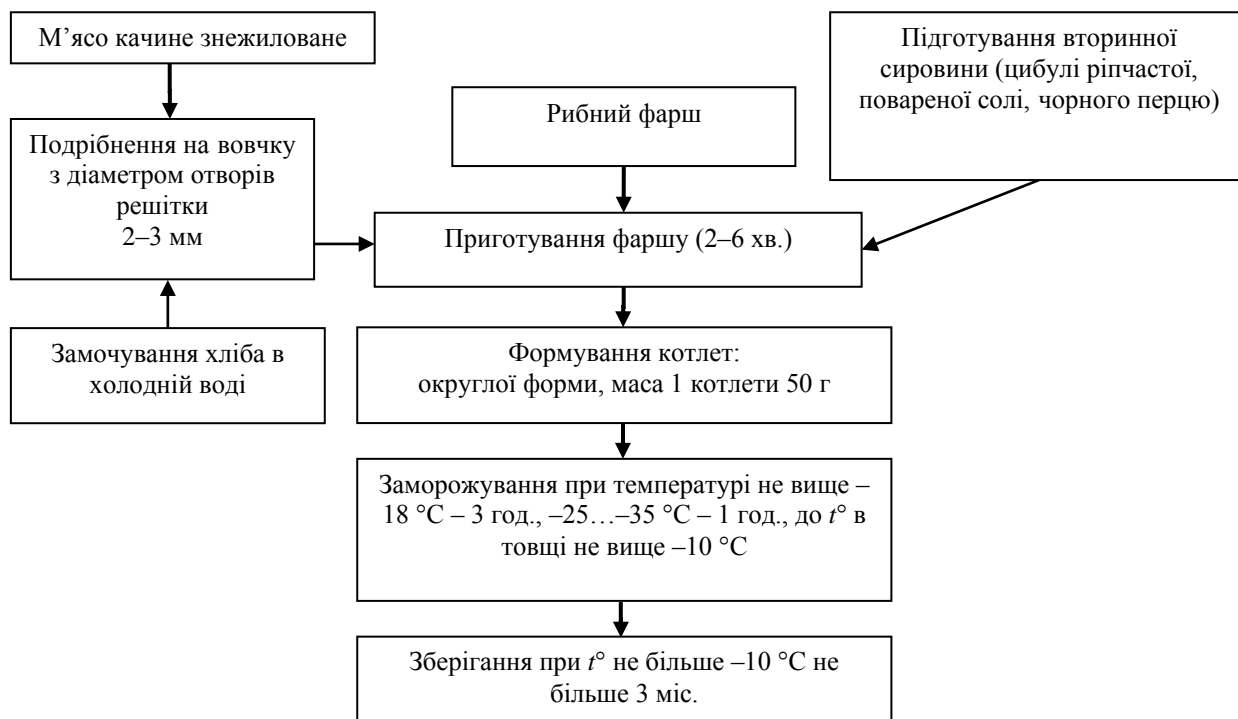 М’ясо качине знежиловане
Підготування вторинної
сировини (цибулі ріпчастої,
повареної солі, чорного перцю)
Рибний фарш
Подрібнення на вовчку
з діаметром отворів
решітки
2–3 мм
Приготування фаршу (2–6 хв.)
Замочування хліба в
холодній воді
Формування котлет:
округлої форми, маса 1 котлети 50 г
Заморожування при температурі не вище –
18 °С – 3 год., –25…–35 °С – 1 год., до t° в
товщі не вище –10 °С
Зберігання при t° не більше –10 °С не
більше 3 міс.